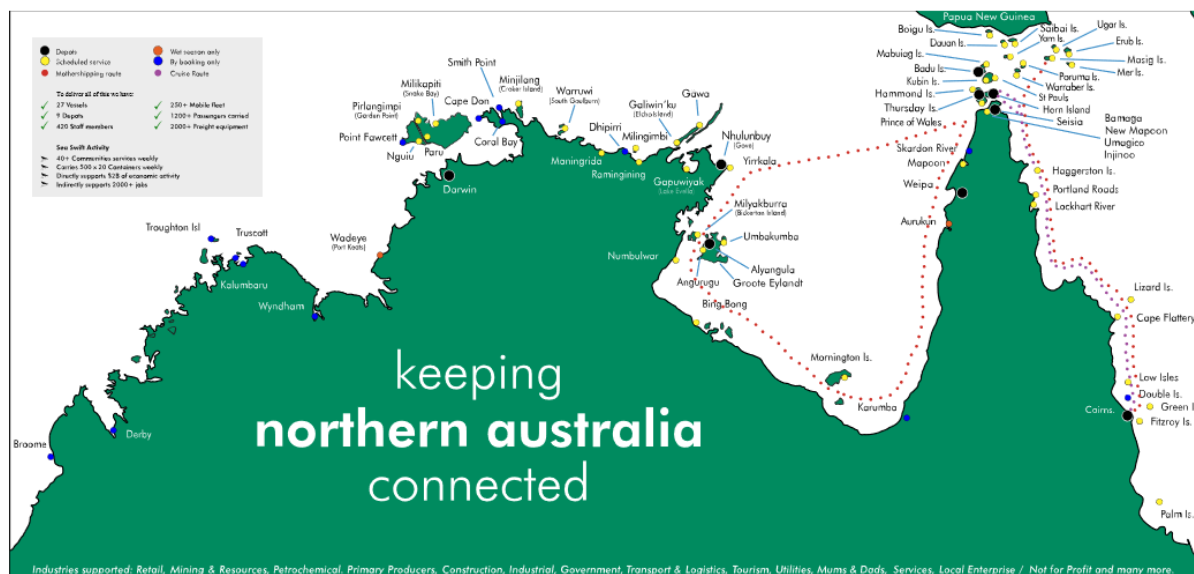 Depots
Scheduled service
Mothershipping route
Wet season only
By booking only
Cruise Route
To deliver all of this we have:
27 Vessels
9 Depots
420 Staff members
250+ Mobile fleet
1200+ Passengers carried
2000+ Freight equipment
Sea Swift Activity
40+ Communities services weekly
Carries 500 x 20 Containers weekly
Directly supports $2B of economic activity
Indirectly supports 2000+ jobs
Papua New Guinea
Boigu Is.
Saibai Is.
Ugar Is.
Dauan Is.
Yam Is.
Erub Is.
Mabuiag Is.
Masig Is.
Badu Is.
Poruma Is.
Mer Is.
Kubin Is.
Warraber Is.
Hammond Is.
St Pauls
Thursday Is.
Horn Island
Prince of Wales
Seisia
Bamaga
New Mapoon
Umagico
Injinoo
Smith Point
Minjilang
(Croker Island)
Milikapiti
(Snake Bay)
Cape Don
Pirlangimpi
(Garden Point)
Warruwi
(South Goulburn)
Galiwin'ku
(Elcho Island)
Gawa
Point Fawcett
Dhipirri
Milingimbi
Nhulunbuy
(Gove)
Nguiu
Paru
Coral Bay
Maningrida
Ramingining
Yirrkala
Gapuwiyak
(Lake Evella)
Darwin
Skardon River
Mapoon
Haggerston Is.
Weipa
Portland Roads
Lockhart River
Aurukun
Milyakburra
(Bickerton Island)
Troughton Isl
Truscott
Wadeye
(Port Keats)
Umbakumba
Numbulwar
Alyangula
Angurugu
Groote Eylandt
Kalumbaru
Wyndham
Bing Bong
Lizard Is.
Cape Flattery
Mornington Is.
Karumba
Low Isles
Double Is.
Green I
Cairns.
Fitzroy Is.
Broome
Derby
Palm Is.
keeping
northern australia
connected
Industries supported: Retail, Mining & Resources, Petrochemical, Primary Producers, Construction, Industrial, Government, Transport & Logistics, Tourism, Utilities, Mums & Dads, Services, Local Enterprise / Not for Profit and many more.